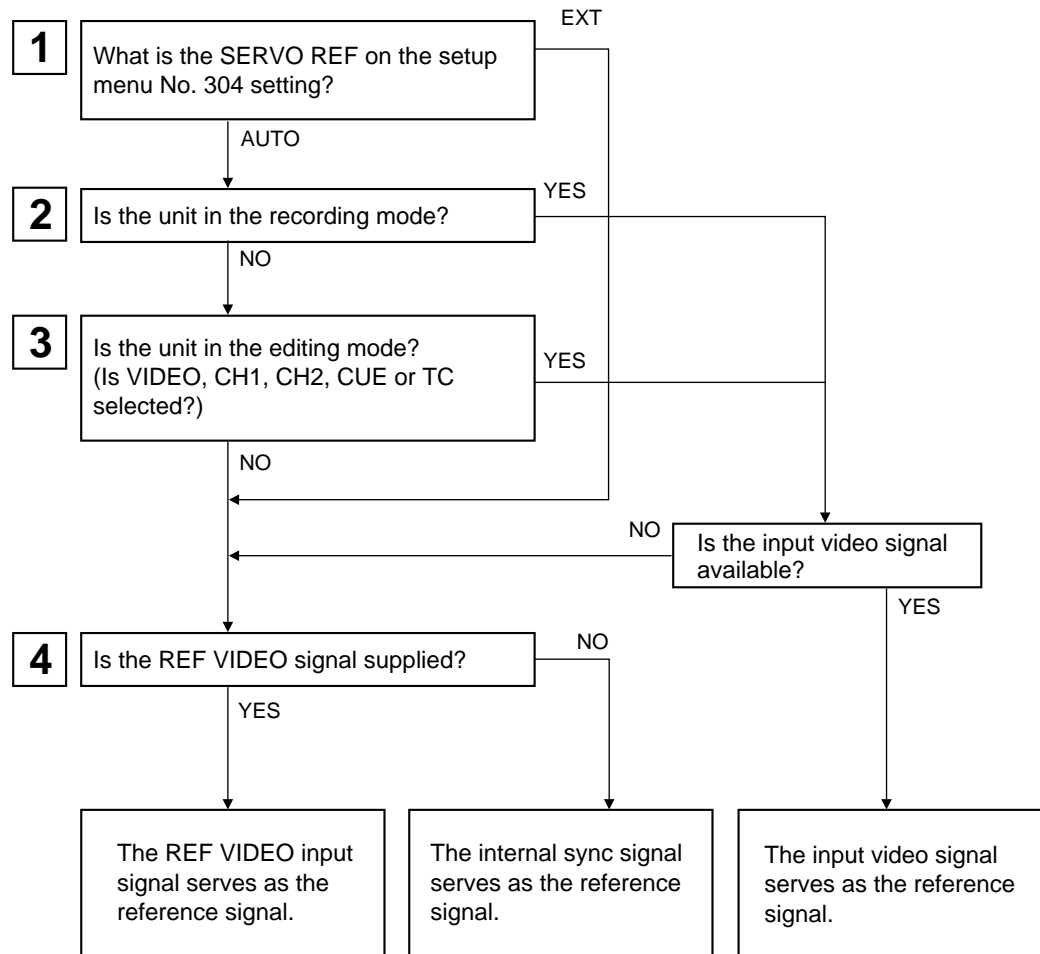 EXT
1
What is the SERVO REF on the setup
menu No. 304 setting?
AUTO
2
Is the unit in the recording mode?
YES
NO
3
Is the unit in the editing mode?
(Is VIDEO, CH1, CH2, CUE or TC
selected?)
YES
NO
NO
Is the input video signal
available?
YES
4
Is the REF VIDEO signal supplied?
NO
YES
The REF VIDEO input
signal serves as the
reference signal.
The internal sync signal
serves as the reference
signal.
The input video signal
serves as the reference
signal.